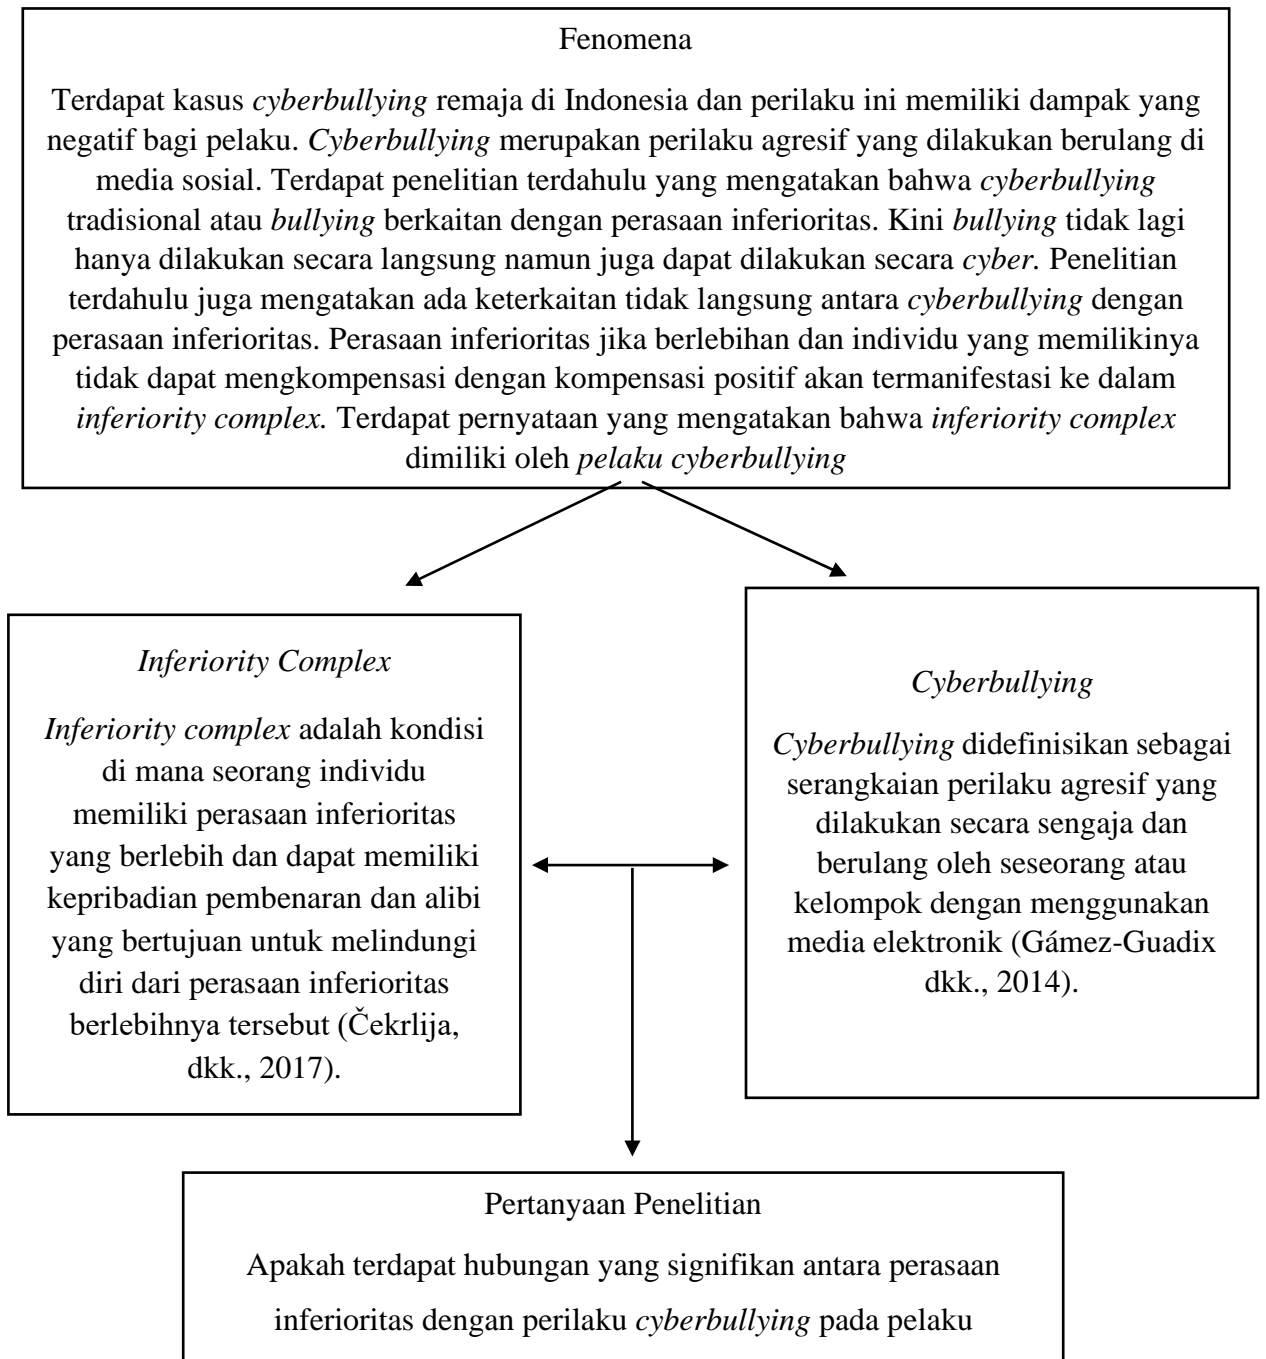 Fenomena
Terdapat kasus cyberbullying remaja di Indonesia dan perilaku ini memiliki dampak yang
negatif bagi pelaku. Cyberbullying merupakan perilaku agresif yang dilakukan berulang di
media sosial. Terdapat penelitian terdahulu yang mengatakan bahwa cyberbullying
tradisional atau bullying berkaitan dengan perasaan inferioritas. Kini bullying tidak lagi
hanya dilakukan secara langsung namun juga dapat dilakukan secara cyber. Penelitian
terdahulu juga mengatakan ada keterkaitan tidak langsung antara cyberbullying dengan
perasaan inferioritas. Perasaan inferioritas jika berlebihan dan individu yang memilikinya
tidak dapat mengkompensasi dengan kompensasi positif akan termanifestasi ke dalam
inferiority complex. Terdapat pernyataan yang mengatakan bahwa inferiority complex
dimiliki oleh pelaku cyberbullying
Inferiority Complex
Inferiority complex adalah kondisi
di mana seorang individu
memiliki perasaan inferioritas
yang berlebih dan dapat memiliki
kepribadian pembenaran dan alibi
yang bertujuan untuk melindungi
diri dari perasaan inferioritas
berlebihnya tersebut (Čekrlija,
dkk., 2017).
Cyberbullying
Cyberbullying didefinisikan sebagai
serangkaian perilaku agresif yang
dilakukan secara sengaja dan
berulang oleh seseorang atau
kelompok dengan menggunakan
media elektronik (Gámez-Guadix
dkk., 2014).
Pertanyaan Penelitian
Apakah terdapat hubungan yang signifikan antara perasaan
inferioritas dengan perilaku cyberbullying pada pelaku